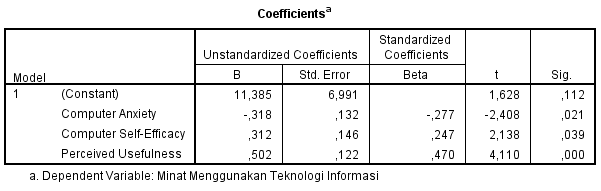 Coefficientsª
Unstandardized Coefficients Standardized Coefficients
Model B Std. Error Beta t Sig.
1 (Constant) 11,385 6,991 1,628 ,112
Computer Anxiety -,318 ,132 -,277 -2,408 ,021
Computer Self-Efficacy ,312 ,146 ,247 2,138 ,039
Perceived Usefulness ,502 ,122 ,470 4,110 ,000
a. Dependent Variable: Minat Menggunakan Teknologi Informasi